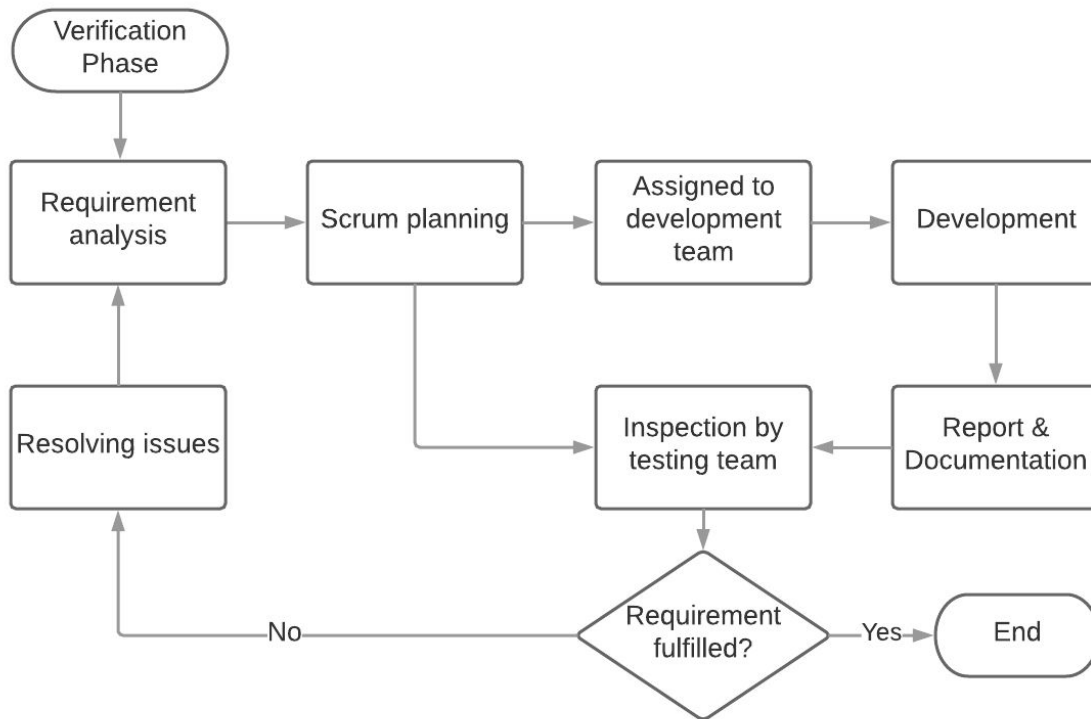 Verification
Phase
Requirement
analysis
Scrum planning
Assigned to
development
team
Development
Resolving issues
Inspection by
testing team
Report &
Documentation
Requirement
fulfilled?
No
Yes
End